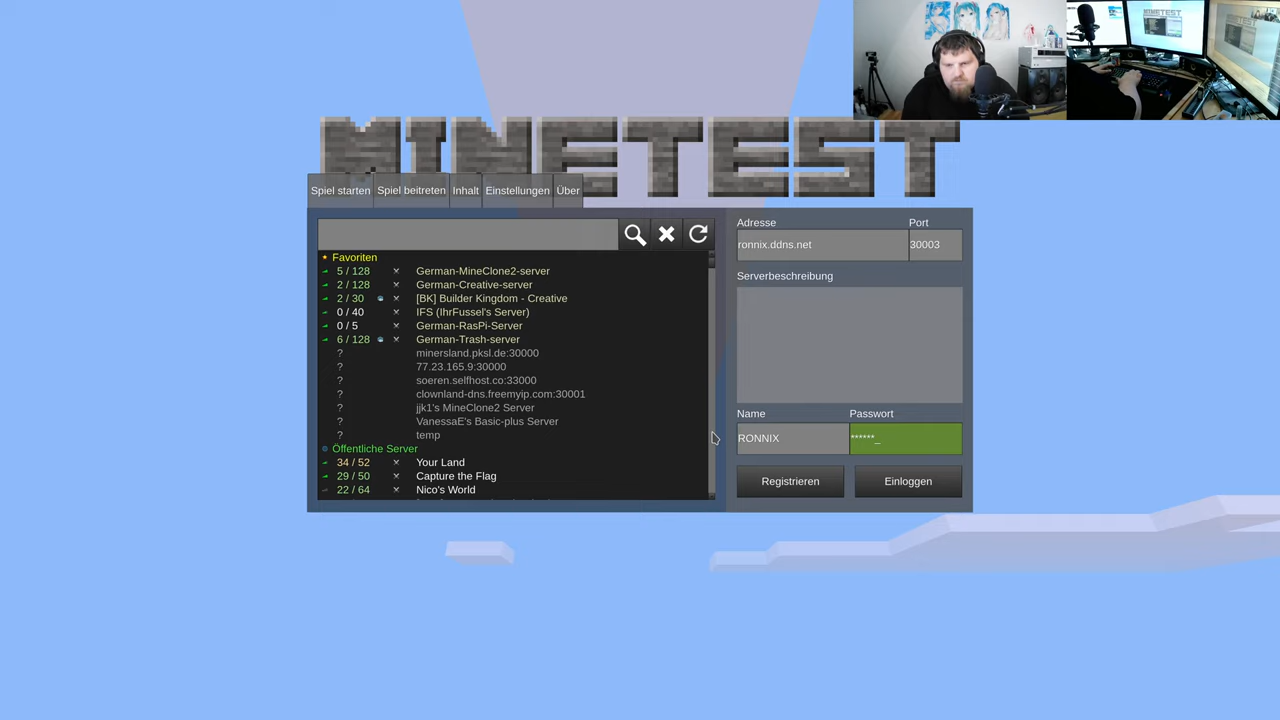 MINETEST
Spiel starten
Spiel beitreten
Inhalt
Einstellungen
Über
Adresse
Port
ronnix.ddns.net
30003
Serverbeschreibung
Favoriten
5 / 128 German-MineClone2-server
2 / 128 German-Creative-server
2 / 30 [BK] Builder Kingdom - Creative
0 / 40 IFS (IhrFussel's Server)
0 / 5 German-RasPi-Server
6 / 128 German-Trash-server
? minersland.pksl.de:30000
? 77.23.165.9:30000
? soeren.selfhost.co:33000
? clownland-dns.freemyip.com:30001
? jjk1's MineClone2 Server
? VanessaE's Basic-plus Server
? temp
Öffentliche Server
34 / 52 Your Land
29 / 50 Capture the Flag
22 / 64 Nico's World
Name
Passwort
RONNIX
******_
Registrieren
Einloggen